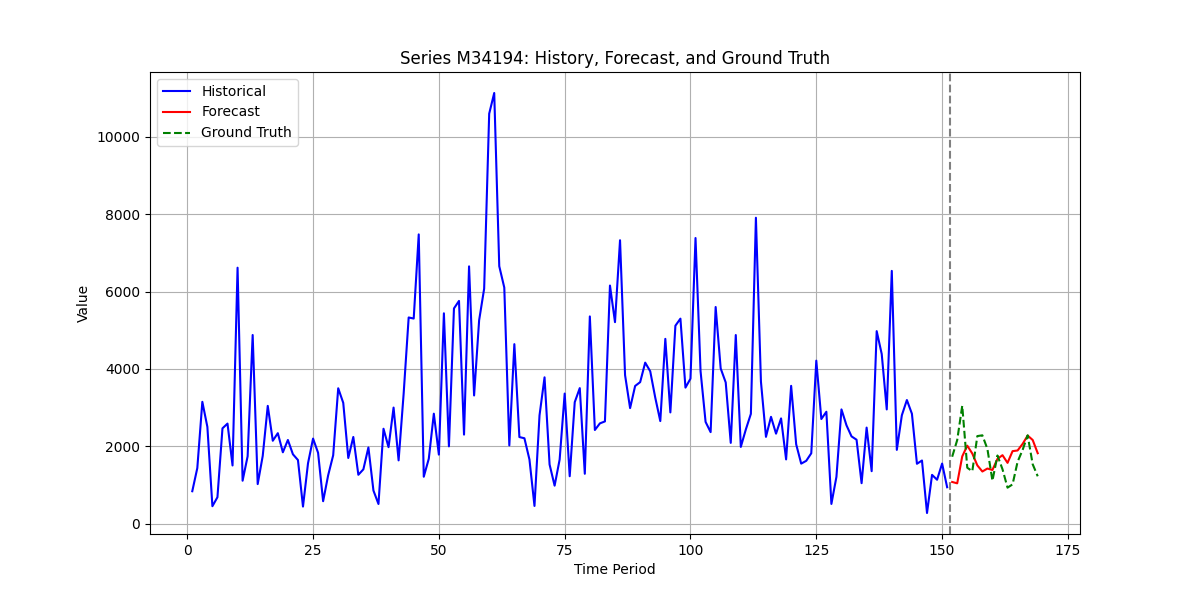 Series M34194: History, Forecast, and Ground Truth
Historical
Forecast
Ground Truth
10000
8000
6000
4000
2000
0
Value
0 25 50 75 100 125 150 175
Time Period